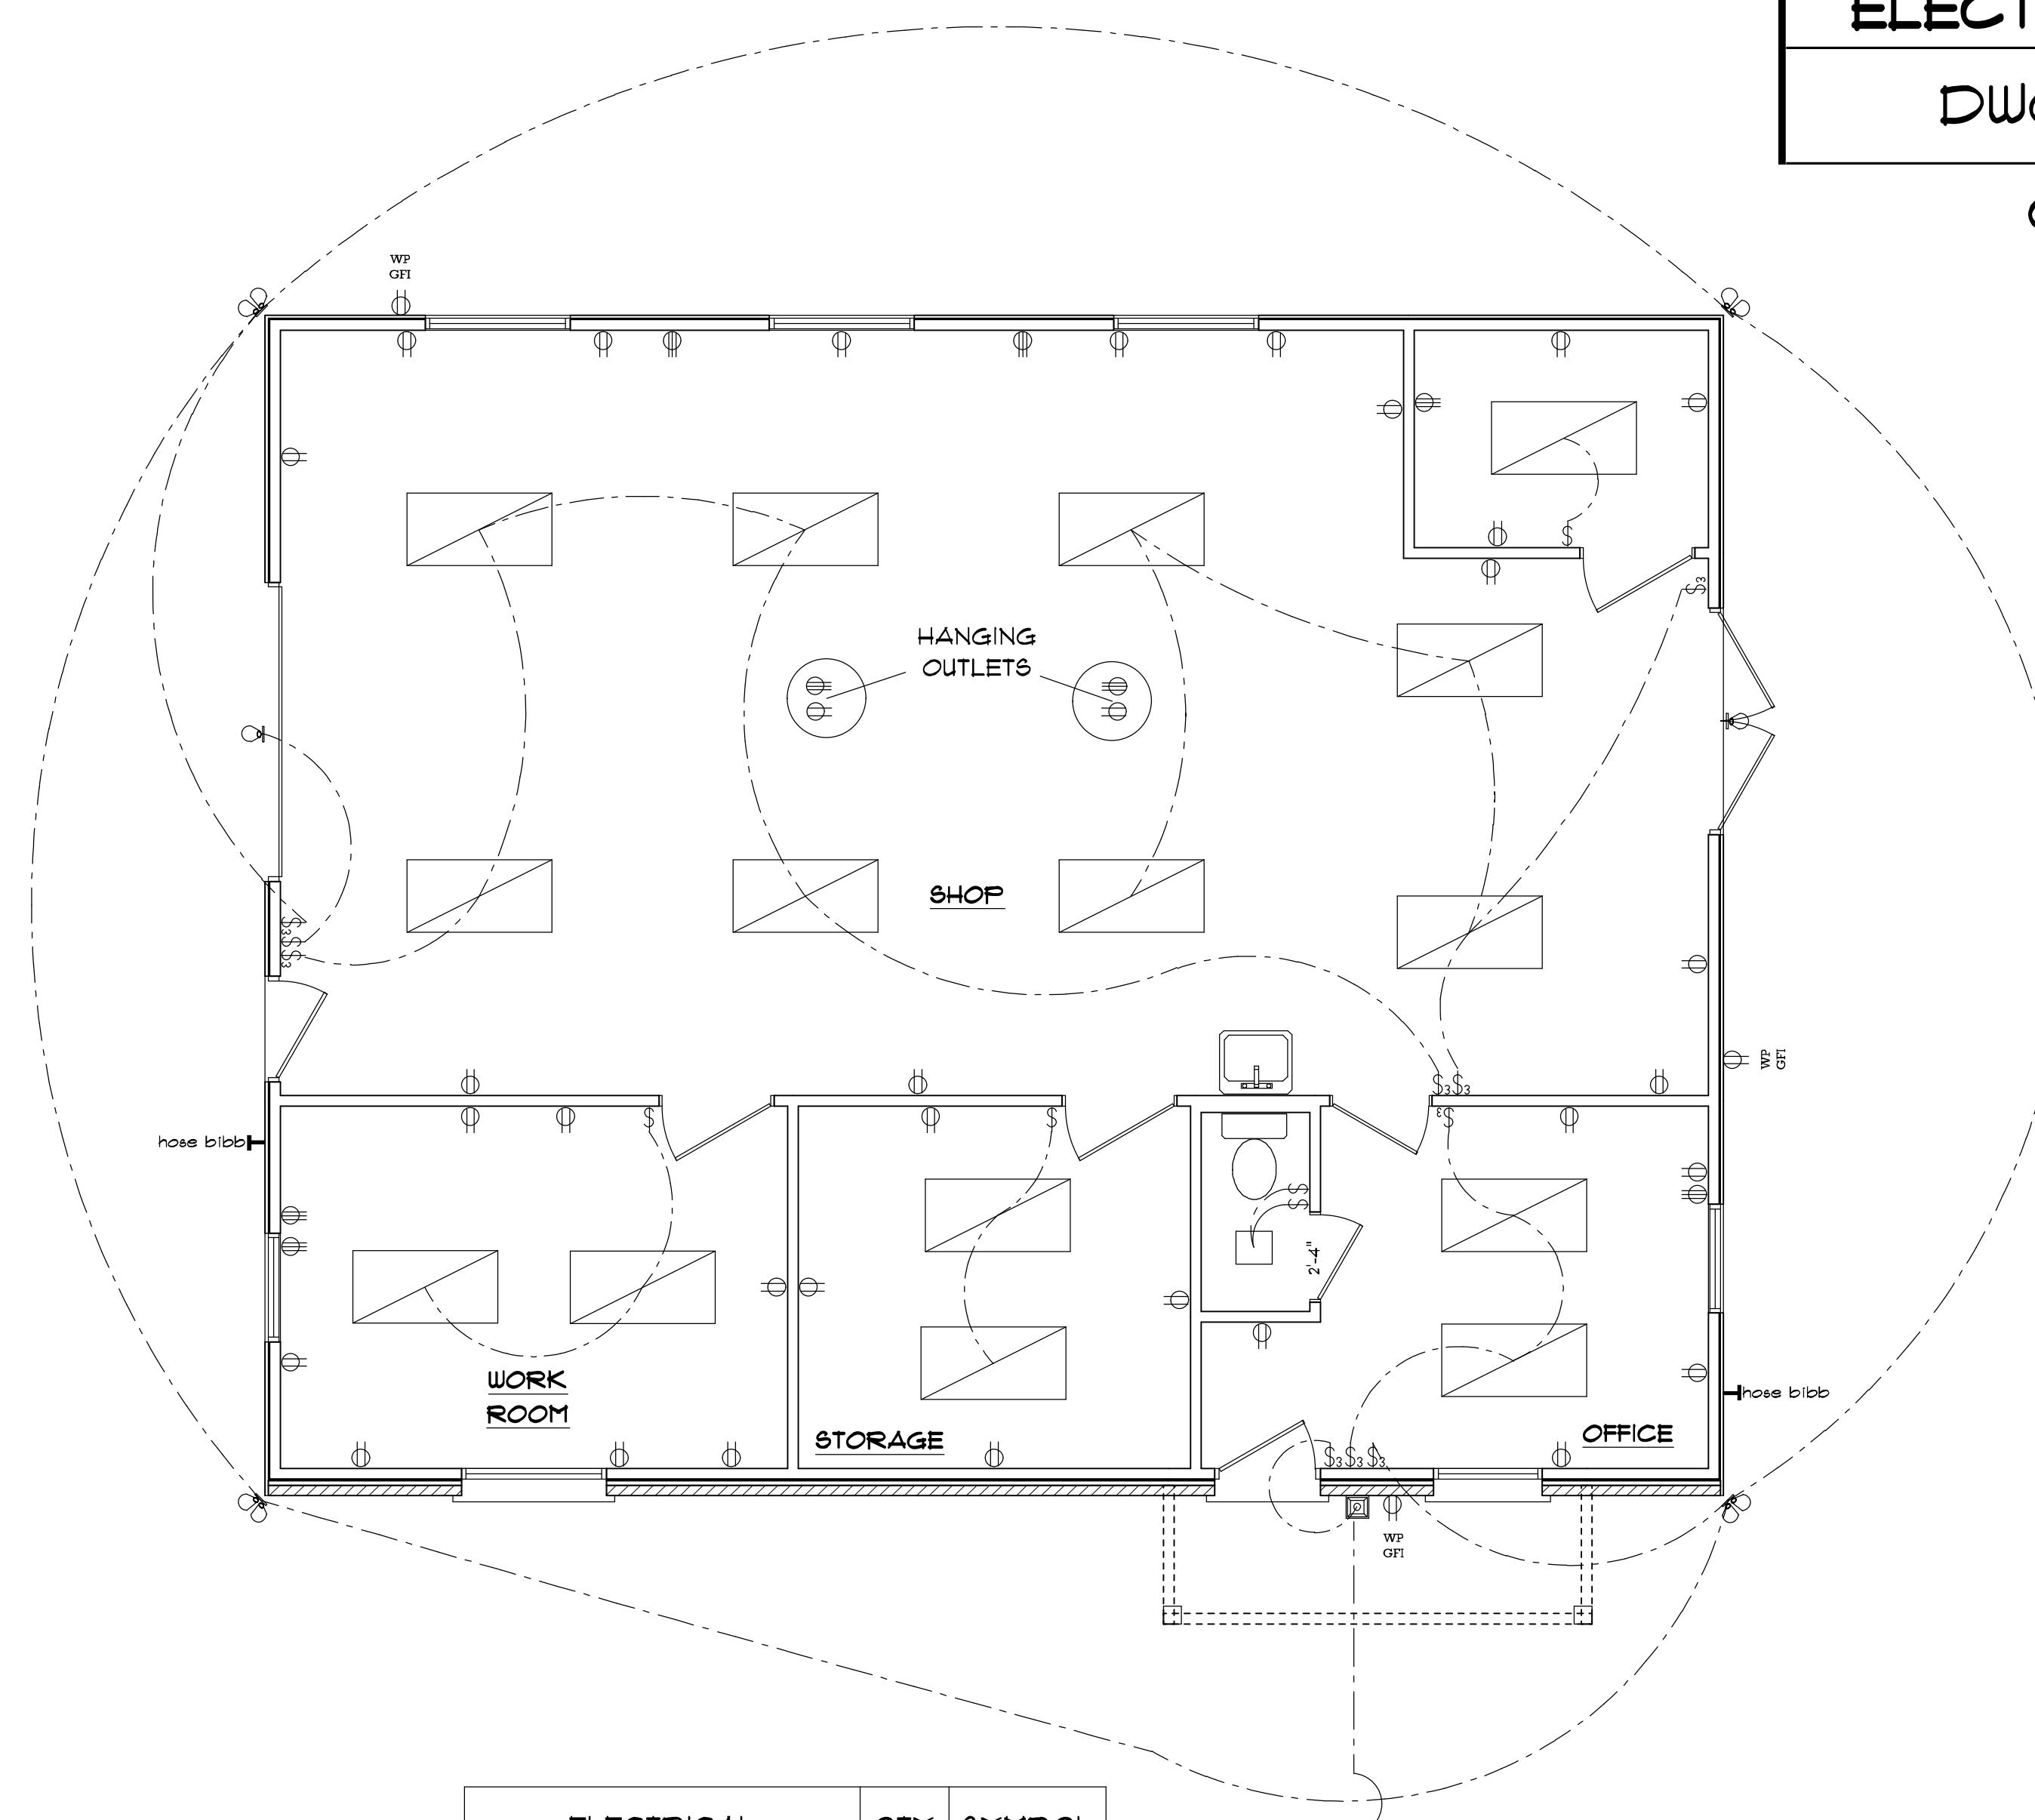 WP
GFI
HANGING
OUTLETS
SHOP
WP
GFI
hose bibb
2'-4"
WORK
ROOM
STORAGE
OFFICE
hose bibb
WP
GFI